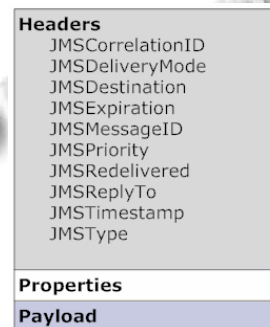 Headers
JMSCorrelationID
JMSDeliveryMode
JMSDestination
JMSExpiration
JMSMessageID
JMSPriority
JMSRedelivered
JMSReplyTo
JMSTimestamp
JMSType
Properties
Payload